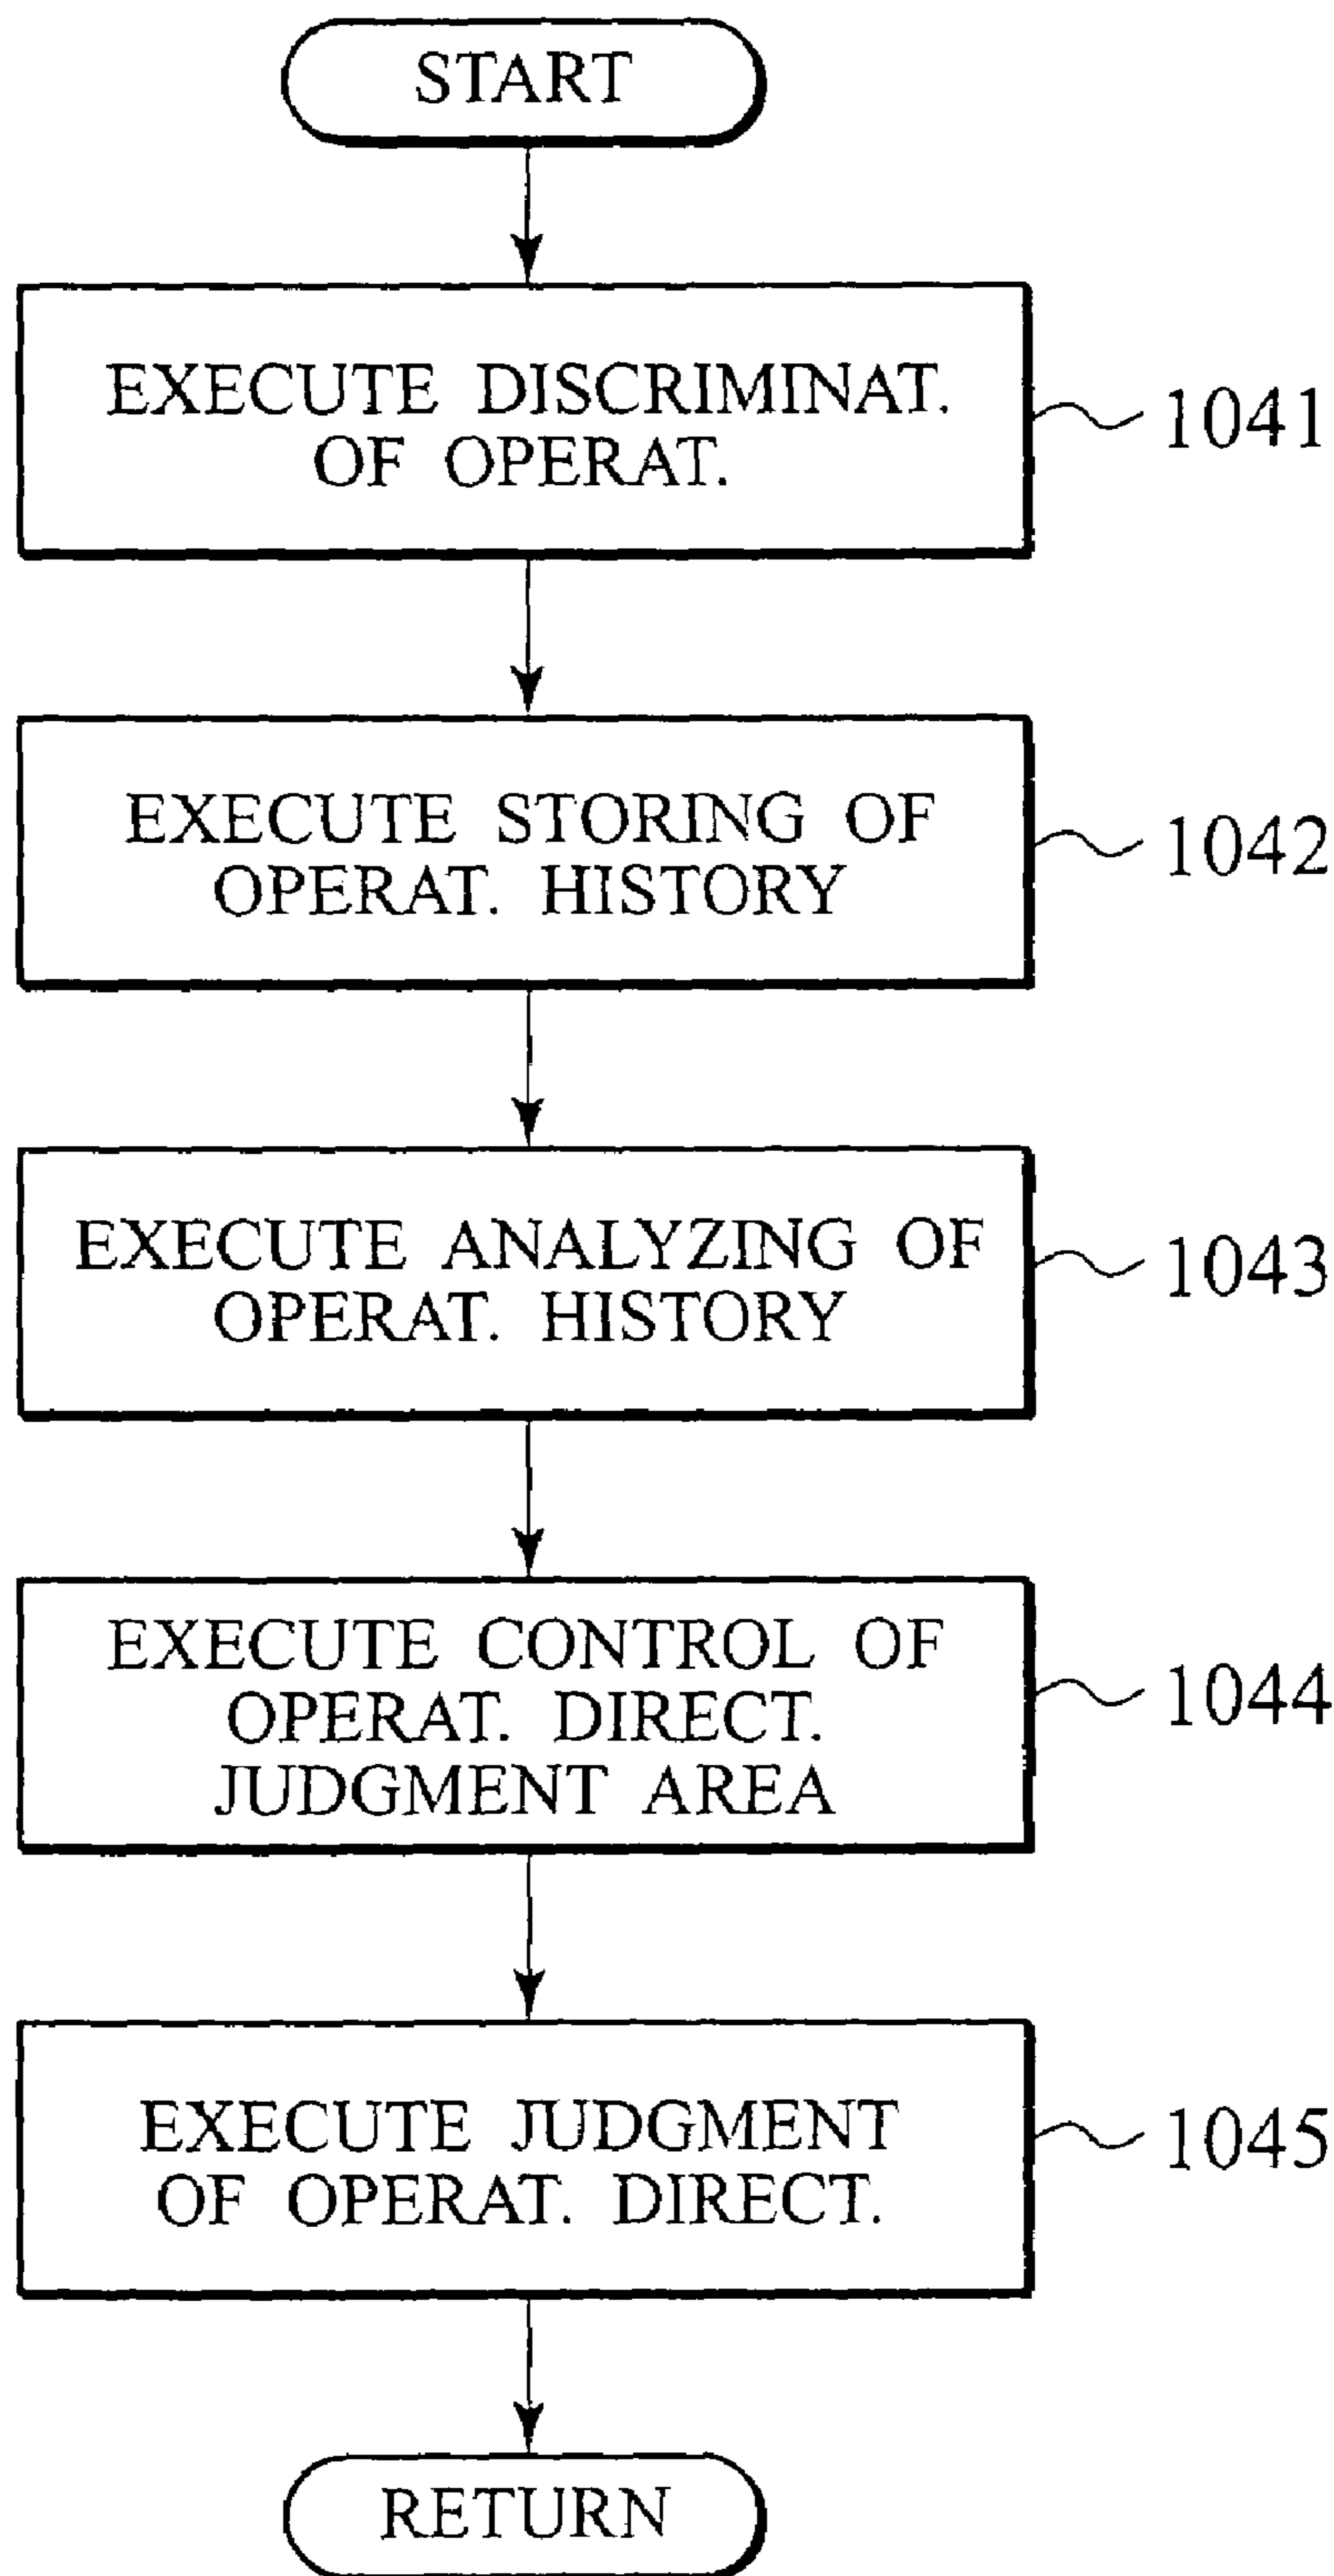 START
EXECUTE DISCRIMINAT.
OF OPERAT.
1041
EXECUTE STORING OF
OPERAT. HISTORY
1042
EXECUTE ANALYZING OF
OPERAT. HISTORY
1043
EXECUTE CONTROL OF
OPERAT. DIRECT.
JUDGMENT AREA
1044
EXECUTE JUDGMENT
OF OPERAT. DIRECT.
1045
RETURN